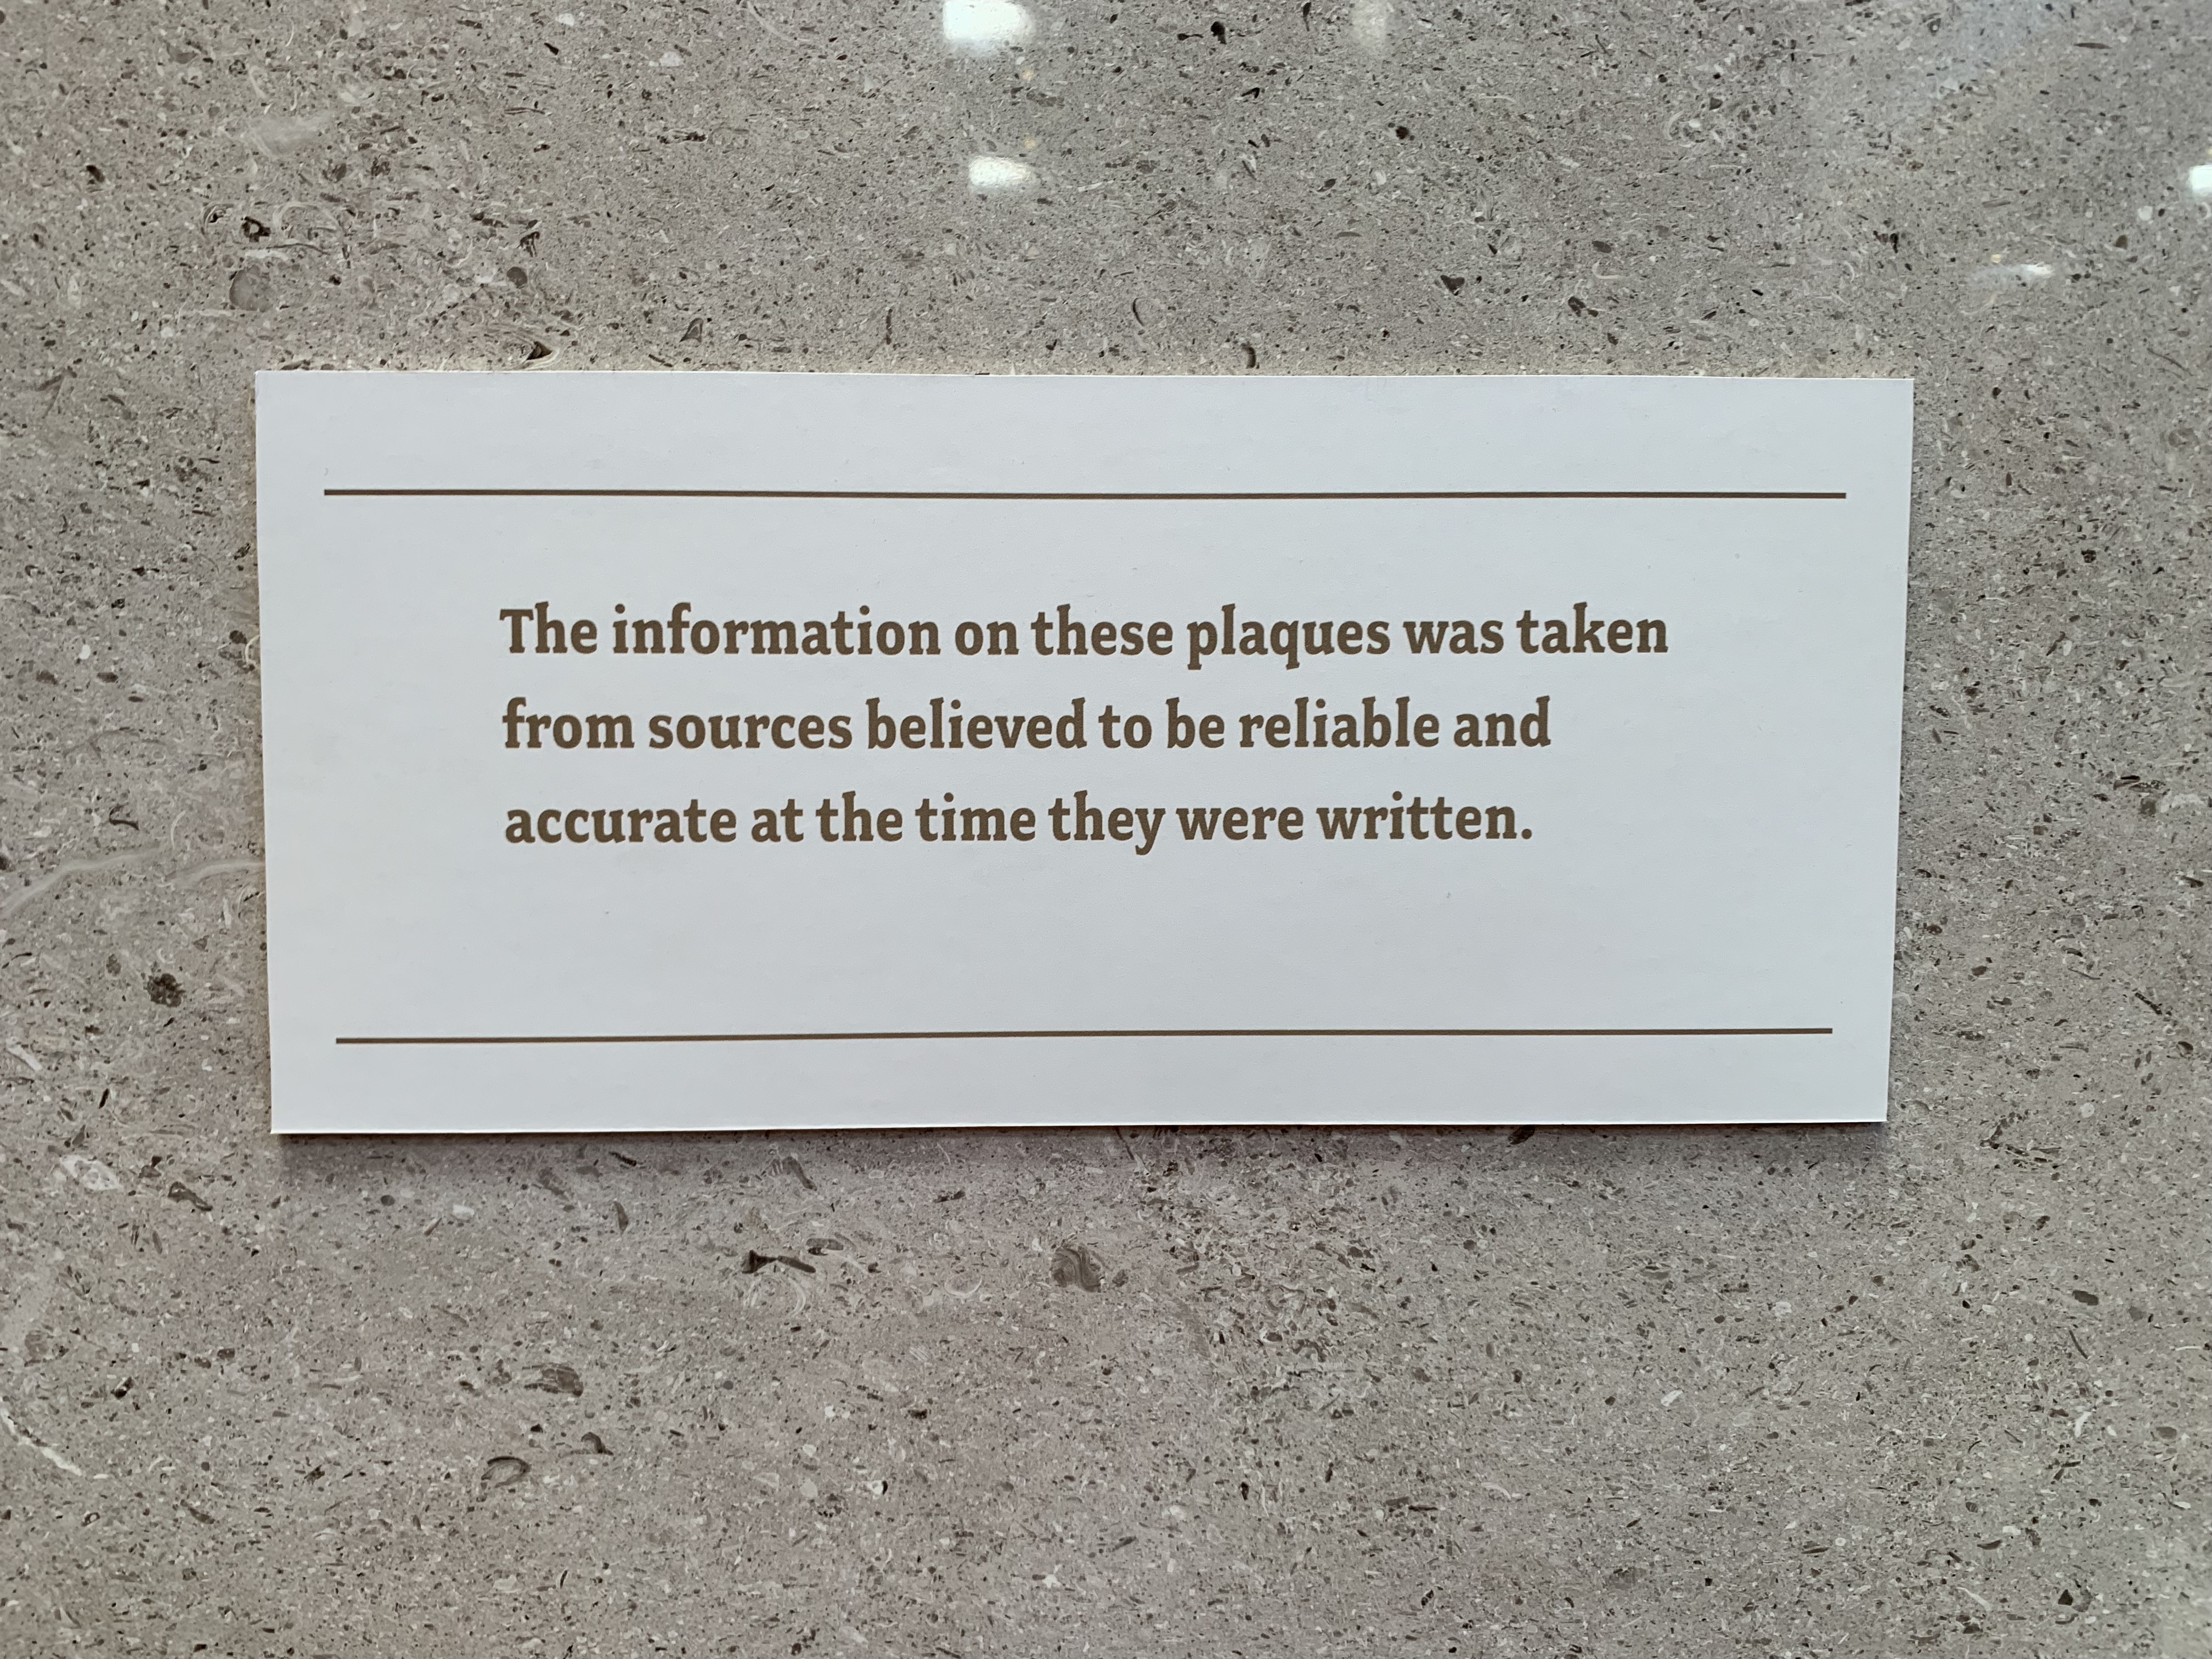 The information on these plaques was taken
from sources believed to be reliable and
accurate at the time they were written.